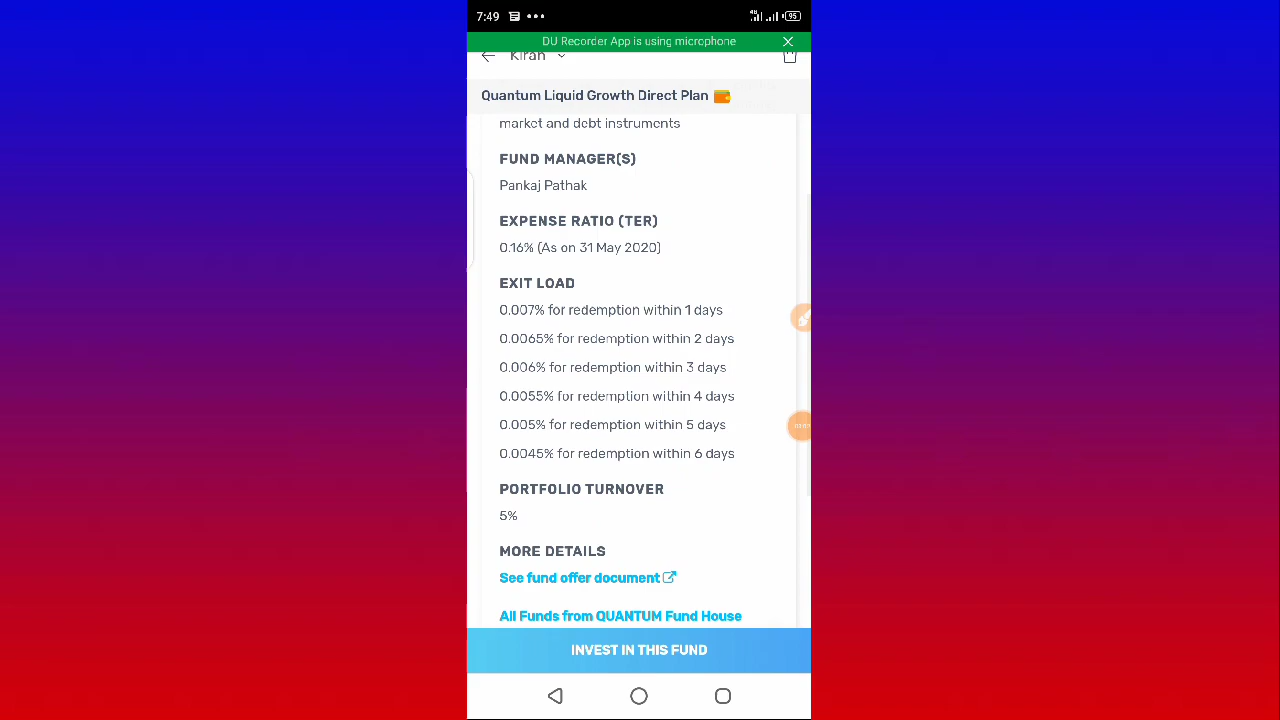 7:49
4G 95
DU Recorder App is using microphone
Kiran
Quantum Liquid Growth Direct Plan
market and debt instruments
FUND MANAGER(S)
Pankaj Pathak
EXPENSE RATIO (TER)
0.16% (As on 31 May 2020)
EXIT LOAD
0.007% for redemption within 1 days
0.0065% for redemption within 2 days
0.006% for redemption within 3 days
0.0055% for redemption within 4 days
0.005% for redemption within 5 days
0.0045% for redemption within 6 days
PORTFOLIO TURNOVER
5%
MORE DETAILS
See fund offer document
All Funds from QUANTUM Fund House
INVEST IN THIS FUND